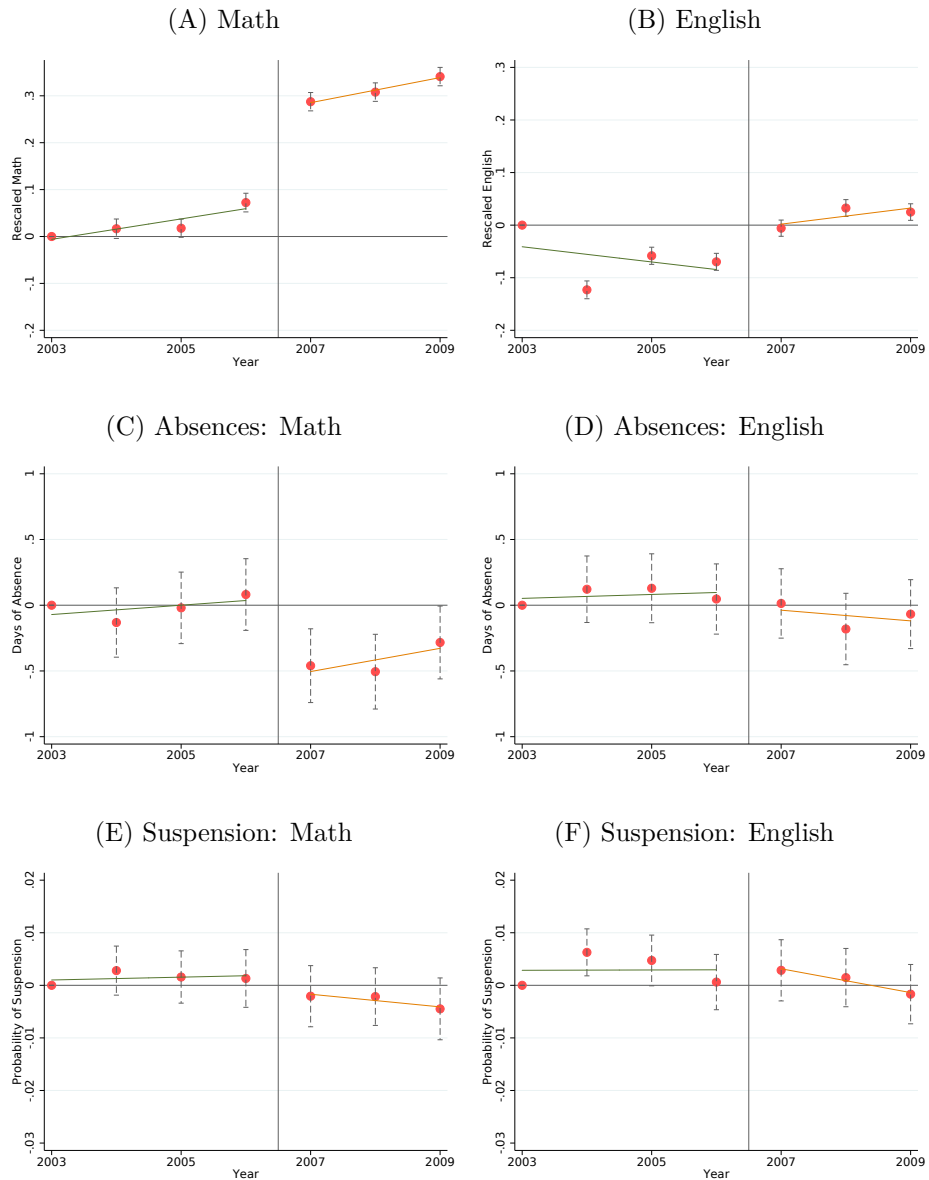 (A) Math
Rescaled Math
.3
.2
.1
0
-.1
-.2
2003 2005 2007 2009
Year
(B) English
Rescaled English
.3
.2
.1
0
-.1
-.2
2003 2005 2007 2009
Year
(C) Absences: Math
Days of Absence
1
.5
0
-.5
-1
2003 2005 2007 2009
Year
(D) Absences: English
Days of Absence
1
.5
0
-.5
-1
2003 2005 2007 2009
Year
(E) Suspension: Math
Probability of Suspension
.02
.01
0
-.01
-.02
-.03
2003 2005 2007 2009
Year
(F) Suspension: English
Probability of Suspension
.02
.01
0
-.01
-.02
-.03
2003 2005 2007 2009
Year